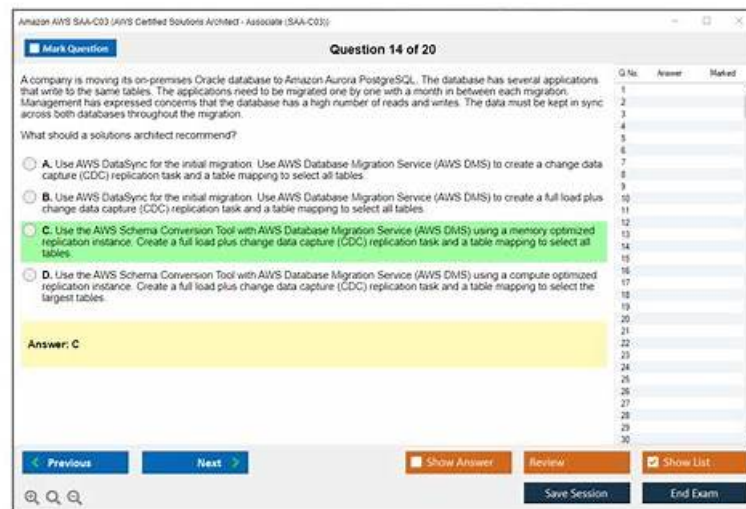 Amazon AWS SAA-C03 (AWS Certified Solutions Architect - Associate (SAA-C03))
Mark Question
Question 14 of 20
Q.No. Answer Marked
A company is moving its on-premises Oracle database to Amazon Aurora PostgreSQL. The database has several applications
that write to the same tables. The applications need to be migrated one by one with a month in between each migration.
Management has expressed concerns that the database has a high number of reads and writes. The data must be kept in sync
across both databases throughout the migration.
What should a solutions architect recommend?
A. Use AWS DataSync for the initial migration. Use AWS Database Migration Service (AWS DMS) to create a change data
capture (CDC) replication task and a table mapping to select all tables.
B. Use AWS DataSync for the initial migration. Use AWS Database Migration Service (AWS DMS) to create a full load plus
change data capture (CDC) replication task and a table mapping to select all tables.
C. Use the AWS Schema Conversion Tool with AWS Database Migration Service (AWS DMS) using a memory optimized
replication instance. Create a full load plus change data capture (CDC) replication task and a table mapping to select all
tables.
D. Use the AWS Schema Conversion Tool with AWS Database Migration Service (AWS DMS) using a compute optimized
replication instance. Create a full load plus change data capture (CDC) replication task and a table mapping to select the
largest tables.
Answer: C
1
2
3
4
5
6
7
8
9
10
11
12
13
14
15
16
17
18
19
20
21
22
23
24
25
26
27
28
29
30
Previous
Next
Show Answer
Review
Show List
Save Session
End Exam